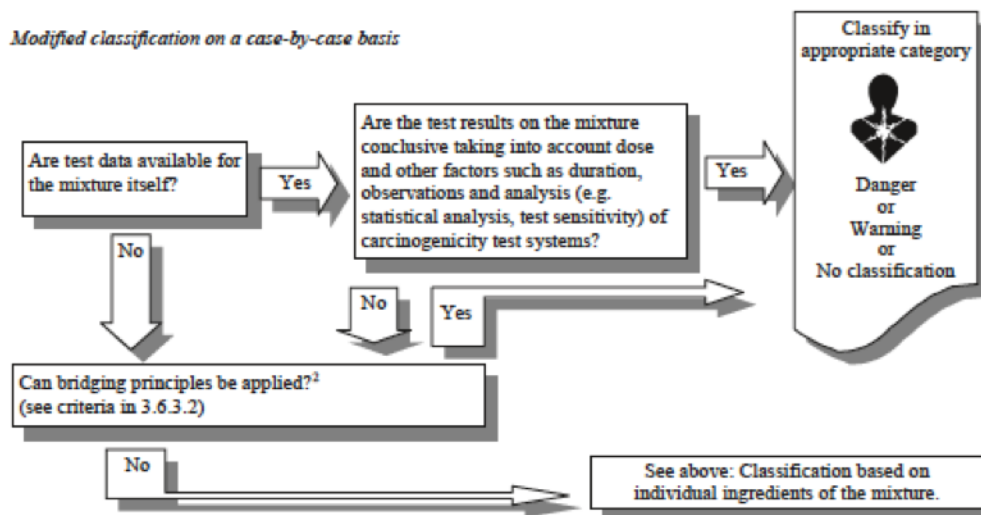 Modified classification on a case-by-case basis
Classify in
appropriate category
Are test data available for
the mixture itself?
Yes
Are the test results on the mixture
conclusive taking into account dose
and other factors such as duration,
observations and analysis (e.g.
statistical analysis, test sensitivity) of
carcinogenicity test systems?
Yes
Danger
or
Warning
or
No classification
No
No
Yes
Can bridging principles be applied?²
(see criteria in 3.6.3.2)
No
See above: Classification based on
individual ingredients of the mixture.